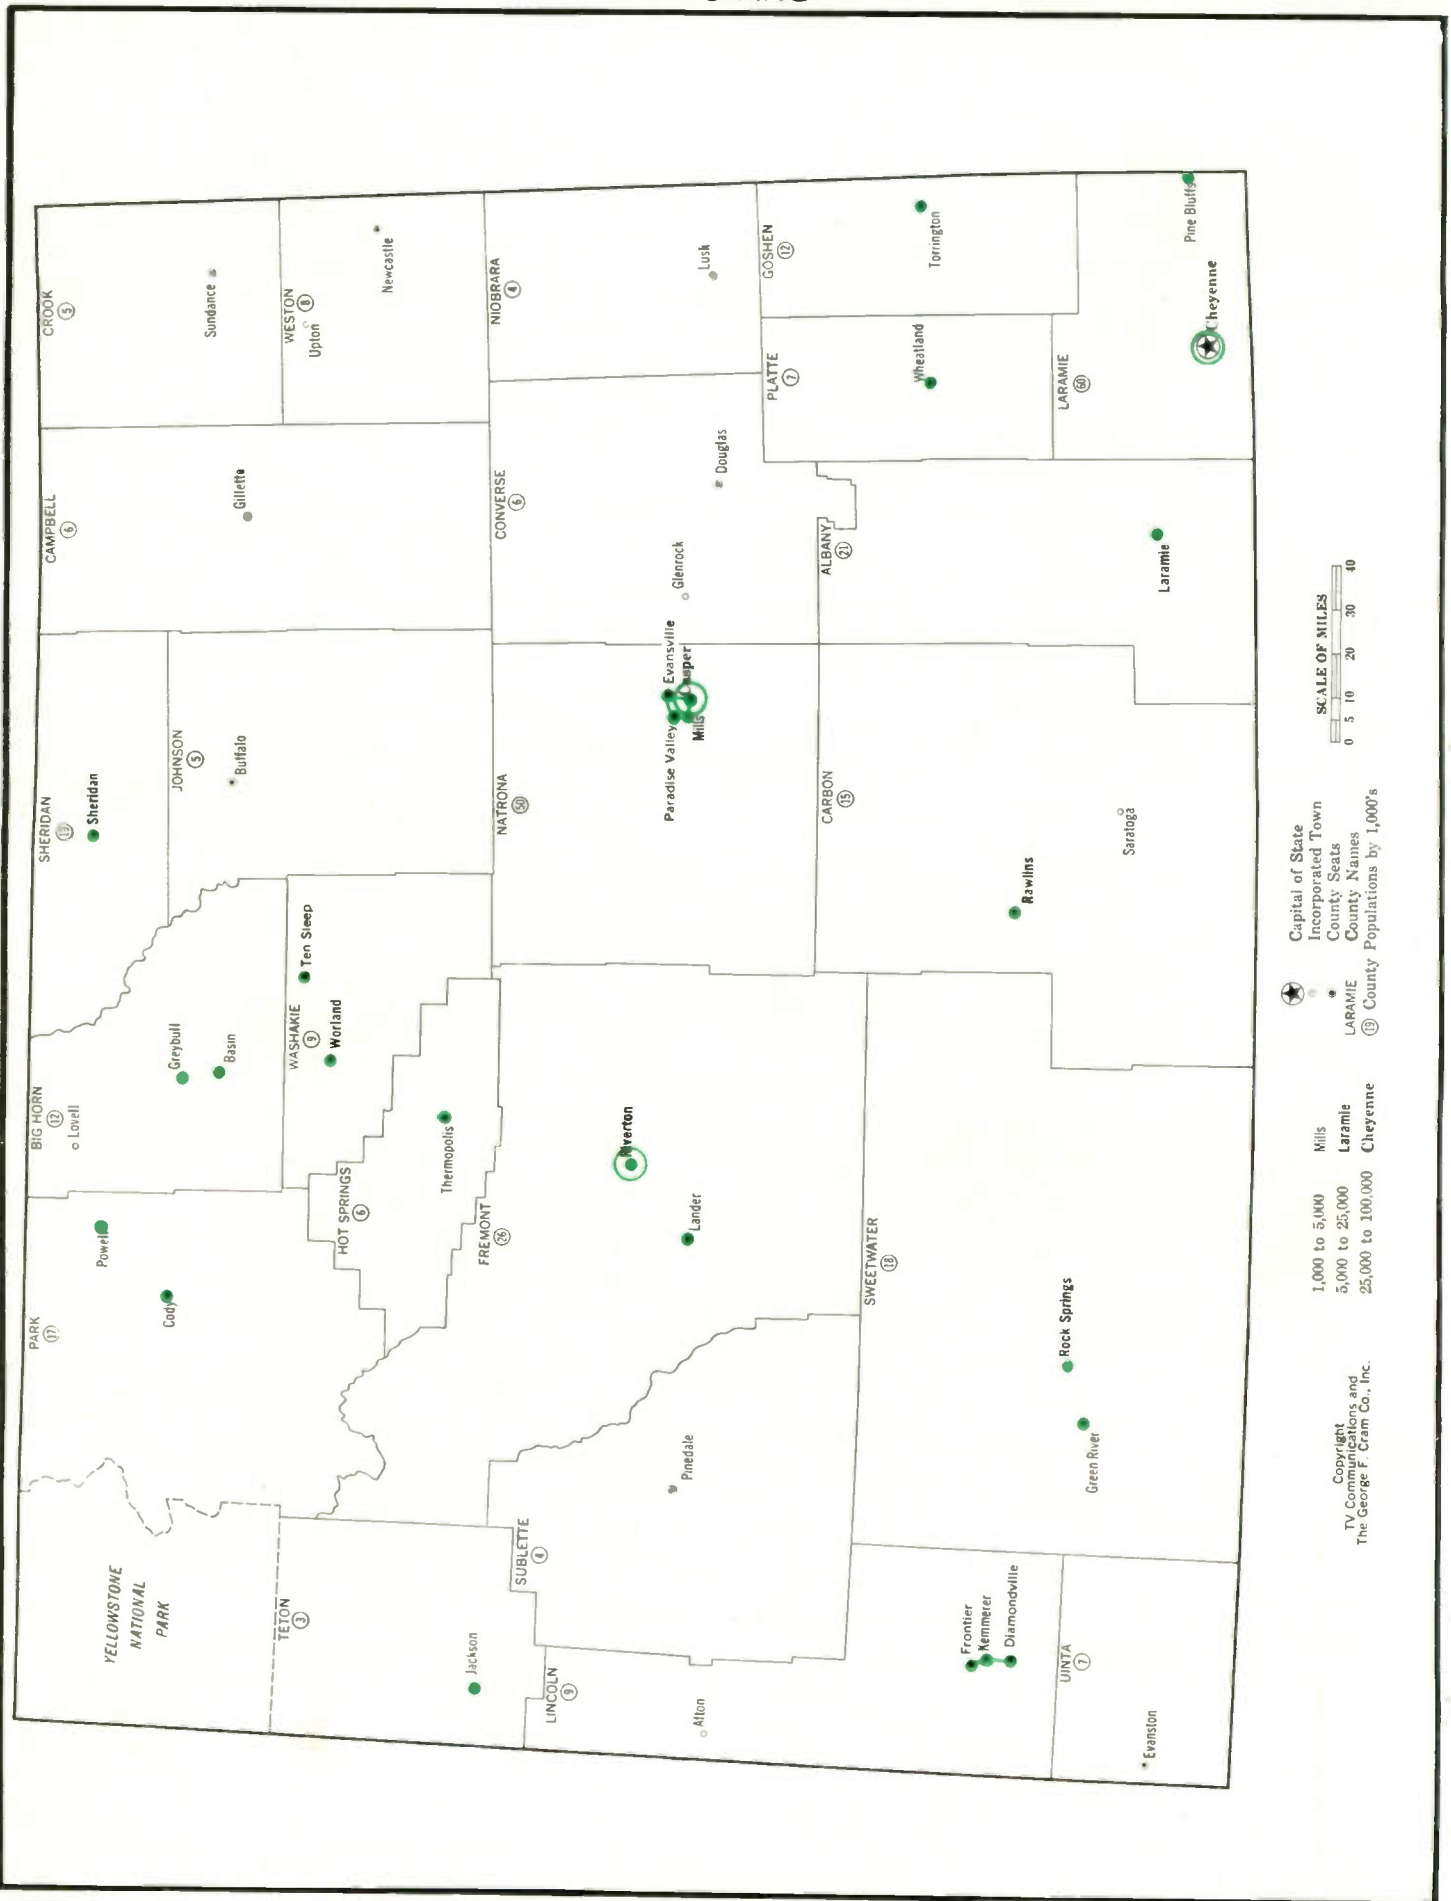 YELLOWSTONE
NATIONAL
PARK
PARK
17
Powell
Cody
BIG HORN
12
Lovell
Greybull
Basin
SHERIDAN
Sheridan
JOHNSON
5
Buffalo
CAMPBELL
6
Gillette
CROOK
5
Sundance
WESTON
8
Upton
Newcastle
TETON
3
Jackson
HOT SPRINGS
6
Thermopolis
WASHAKIE
9
Worland
Ten Sleep
SUBLETTE
4
Pinedale
FREMONT
26
Riverton
Lander
NATRONA
50
Paradise Valley
Evansville
Mills
CONVERSE
6
Glenrock
Douglas
NIOBRARA
4
Lusk
LINCOLN
9
Afton
Frontier
Kemmerer
Diamondville
UINTA
7
Evanston
SWEETWATER
18
Green River
Rock Springs
CARBON
15
Rawlins
Saratoga
ALBANY
21
Laramie
PLATTE
7
Wheatland
GOSHEN
12
Torrington
LARAMIE
60
Cheyenne
Pine Bluffs
Copyright
TV Communications and
The George F. Cram Co., Inc.
1,000 to 5,000 Mills
5,000 to 25,000 Laramie
25,000 to 100,000 Cheyenne
Capital of State
Incorporated Town
County Seats
LARAMIE County Names
19 County Populations by 1,000's
SCALE OF MILES
0 5 10 20 30 40